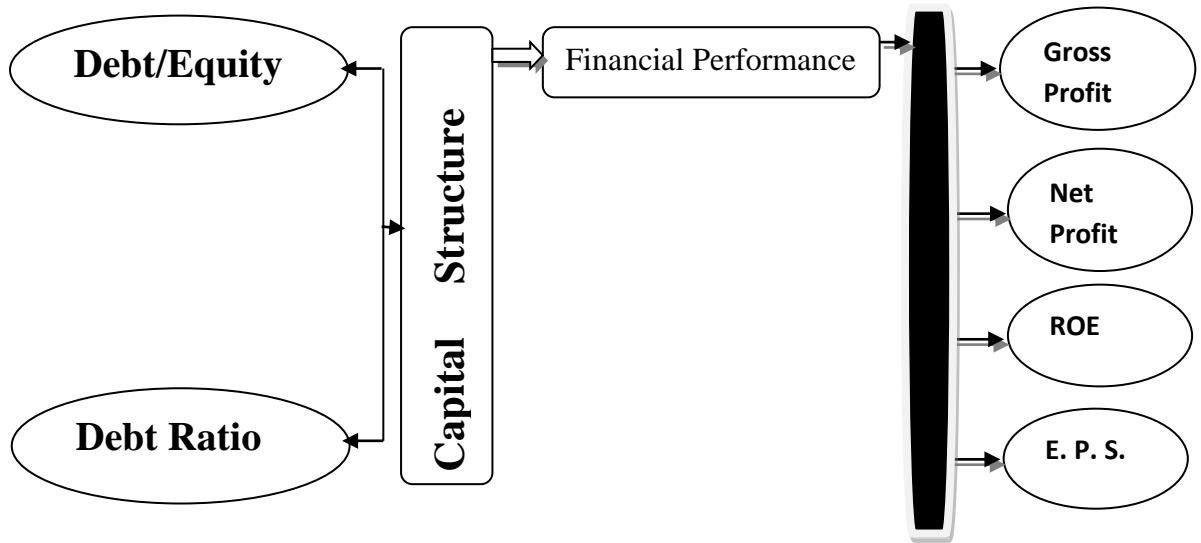 Debt/Equity
Debt Ratio
Capital Structure
Financial Performance
Gross
Profit
Net
Profit
ROE
E. P. S.